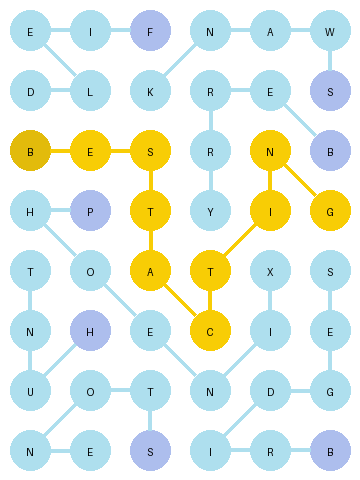 E I F N A W
D L K R E S
B E S R N B
H P T Y I G
T O A T X S
N H E C I E
U O T N D G
N E S I R B